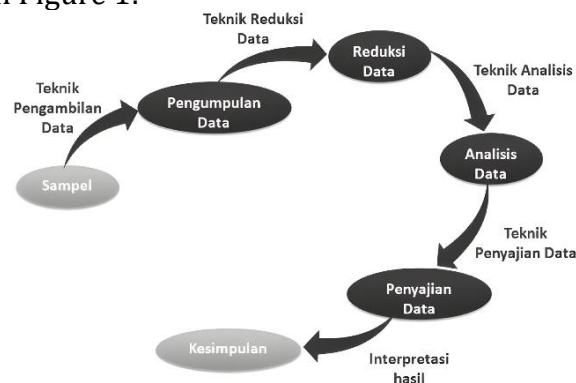 Figure 1.
Teknik Reduksi
Data
Reduksi
Data
Teknik
Pengambilan
Data
Pengumpulan
Data
Teknik Analisis
Data
Sampel
Analisis
Data
Teknik
Penyajian Data
Penyajian
Data
Kesimpulan
Interpretasi
hasil